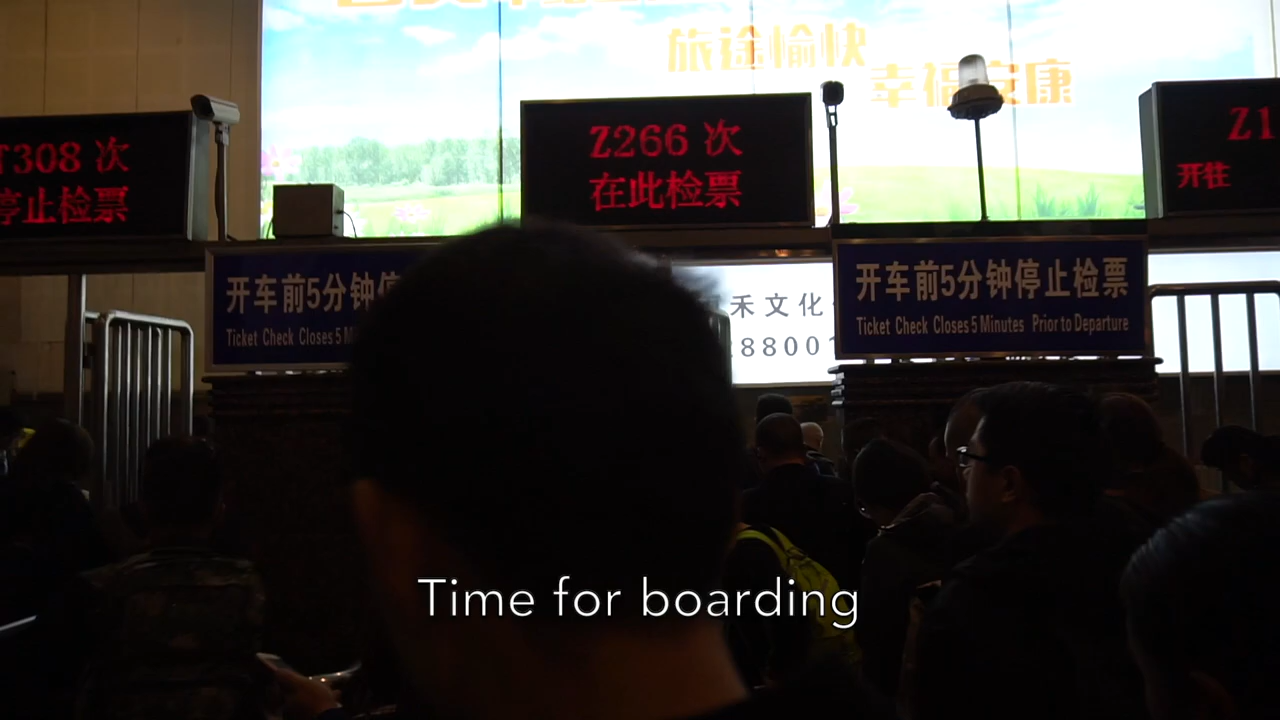 旅途愉快
幸福安康
T308 次
停止检票
Z266 次
在此检票
Z1
开往
开车前5分钟停
Ticket Check Closes 5 M
开车前5分钟停止检票
Ticket Check Closes 5 Minutes Prior to Departure
禾文化
88001
Time for boarding